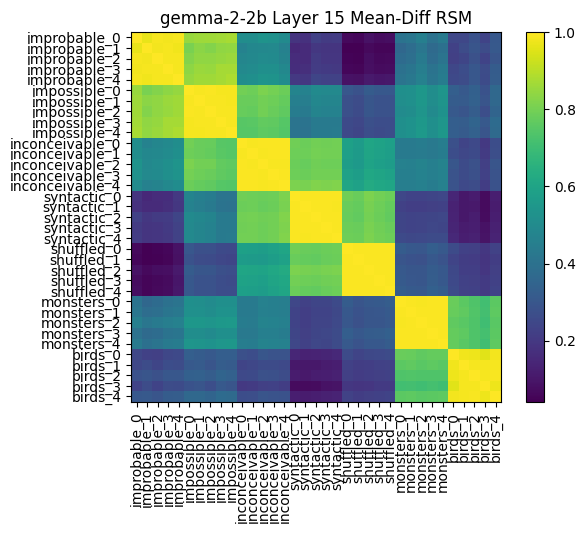 gemma-2-2b Layer 15 Mean-Diff RSM
improbable_0
improbable_1
improbable_2
improbable_3
improbable_4
impossible_0
impossible_1
impossible_2
impossible_3
impossible_4
inconceivable_0
inconceivable_1
inconceivable_2
inconceivable_3
inconceivable_4
syntactic_0
syntactic_1
syntactic_2
syntactic_3
syntactic_4
shuffled_0
shuffled_1
shuffled_2
shuffled_3
shuffled_4
monsters_0
monsters_1
monsters_2
monsters_3
monsters_4
birds_0
birds_1
birds_2
birds_3
birds_4
improbable_0
improbable_1
improbable_2
improbable_3
improbable_4
impossible_0
impossible_1
impossible_2
impossible_3
impossible_4
inconceivable_0
inconceivable_1
inconceivable_2
inconceivable_3
inconceivable_4
syntactic_0
syntactic_1
syntactic_2
syntactic_3
syntactic_4
shuffled_0
shuffled_1
shuffled_2
shuffled_3
shuffled_4
monsters_0
monsters_1
monsters_2
monsters_3
monsters_4
birds_0
birds_1
birds_2
birds_3
birds_4
1.0
0.8
0.6
0.4
0.2